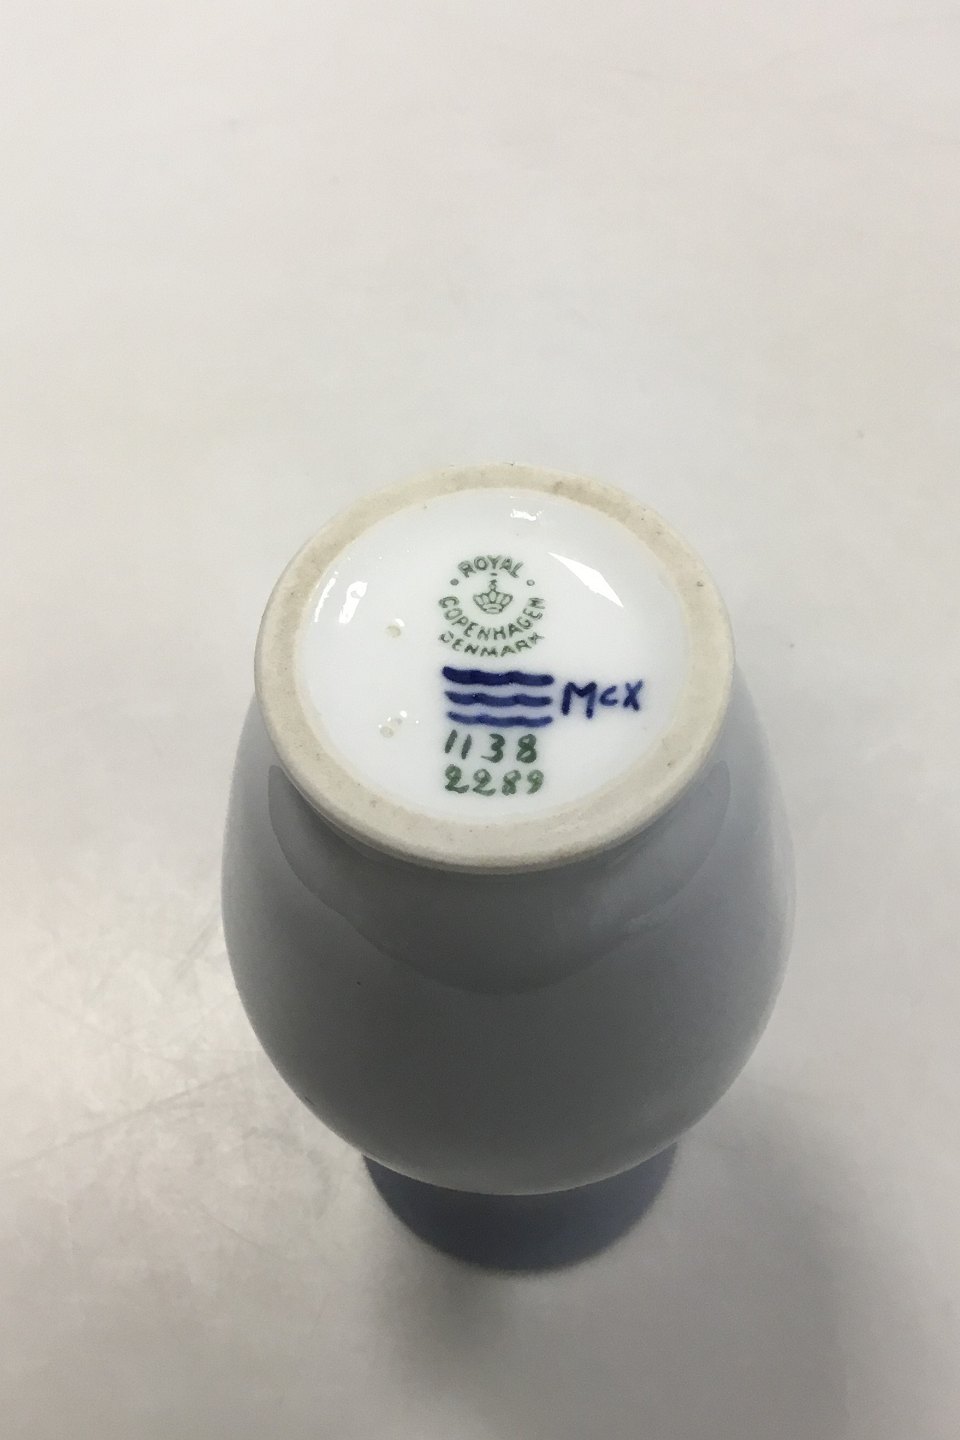 ROYAL
COPENHAGEN
DENMARK
McX
1138
2289